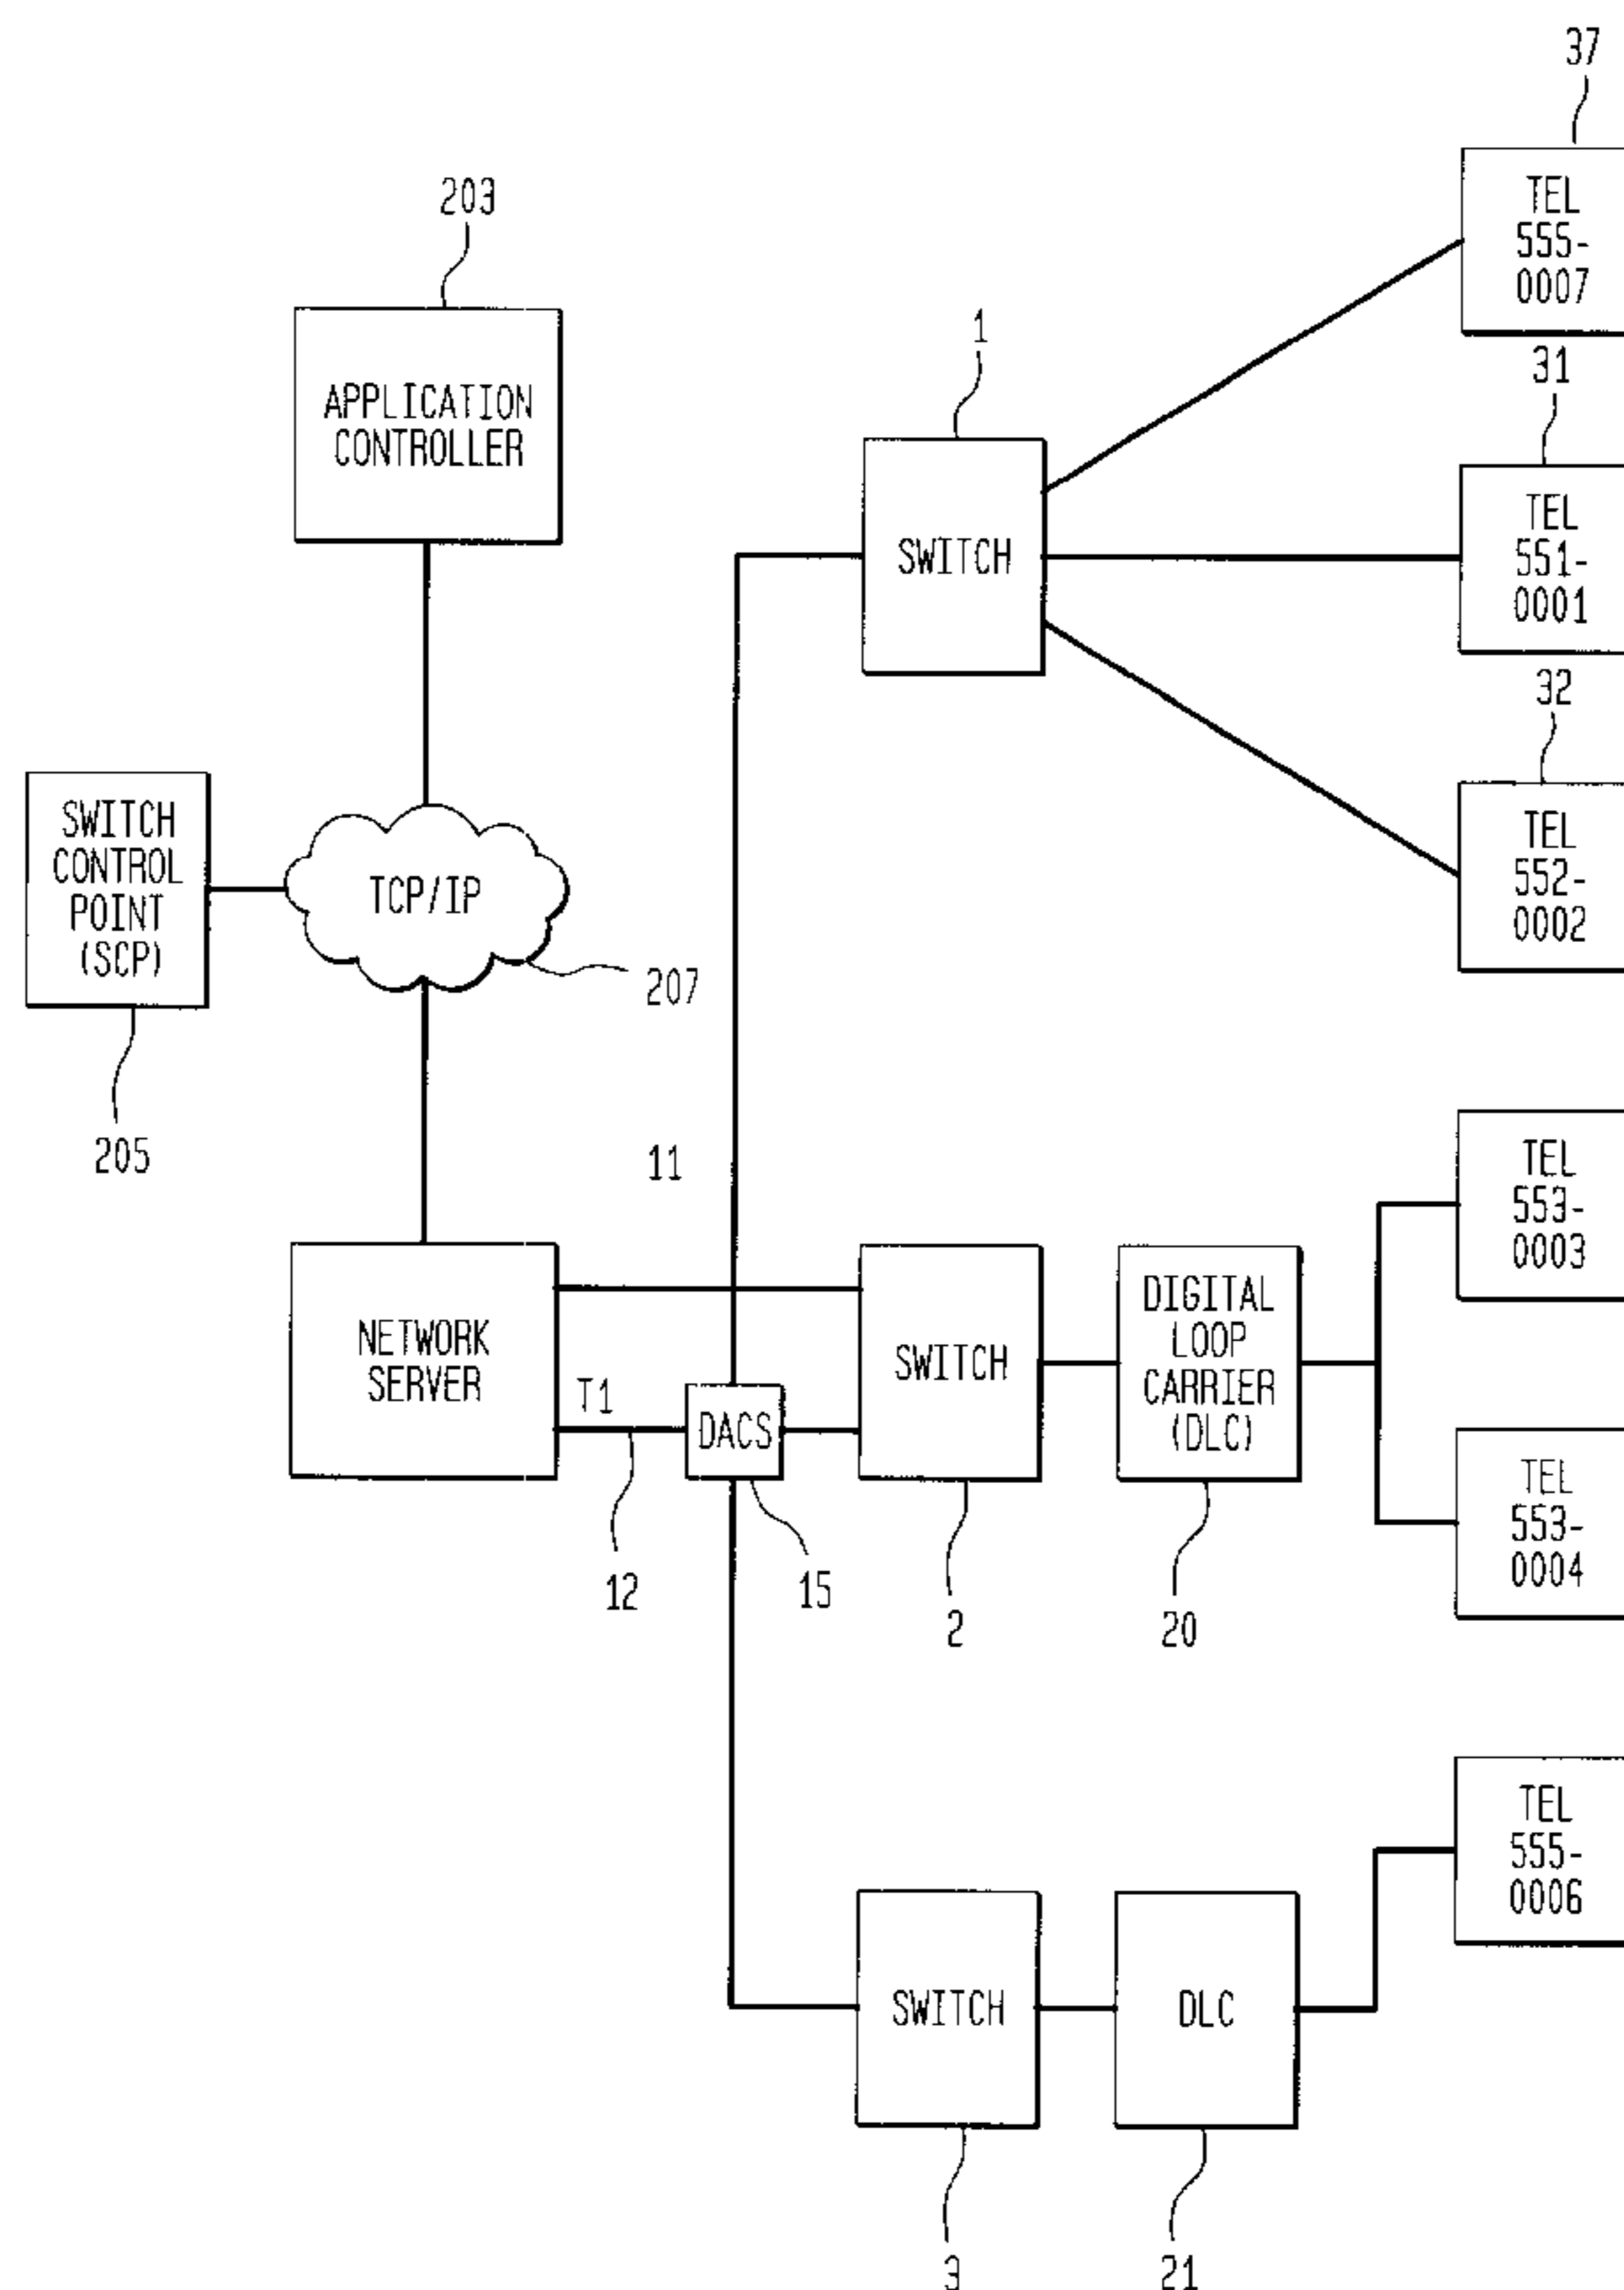 37
TEL
555-
0007
203
APPLICATION
CONTROLLER
1
SWITCH
31
TEL
551-
0001
32
TEL
552-
0002
SWITCH
CONTROL
POINT
(SCP)
TCP/IP
207
205
11
TEL
553-
0003
NETWORK
SERVER
T1
DACS
SWITCH
DIGITAL
LOOP
CARRIER
(DLC)
TEL
553-
0004
12
15
2
20
TEL
555-
0006
SWITCH
DLC
3
21